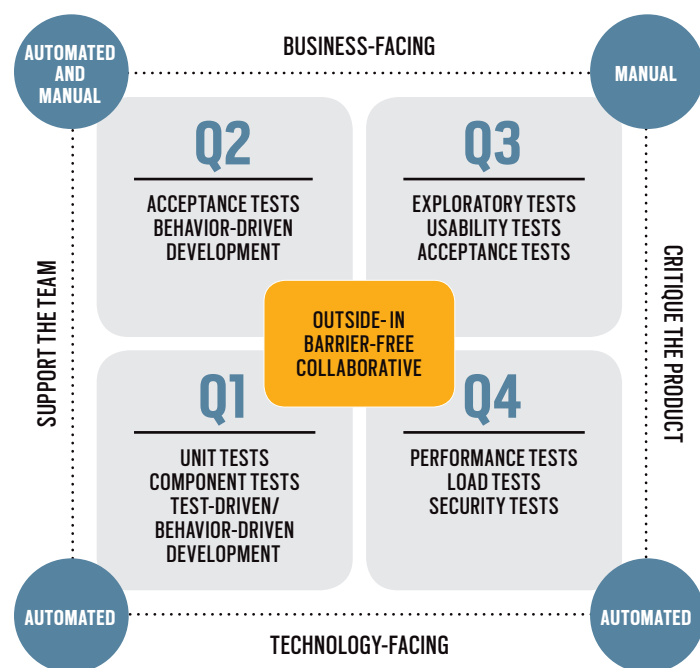 BUSINESS-FACING
AUTOMATED
AND
MANUAL
MANUAL
Q2
ACCEPTANCE TESTS
BEHAVIOR-DRIVEN
DEVELOPMENT
Q3
EXPLORATORY TESTS
USABILITY TESTS
ACCEPTANCE TESTS
SUPPORT THE TEAM
CRITIQUE THE PRODUCT
OUTSIDE- IN
BARRIER-FREE
COLLABORATIVE
Q1
UNIT TESTS
COMPONENT TESTS
TEST-DRIVEN/
BEHAVIOR-DRIVEN
DEVELOPMENT
Q4
PERFORMANCE TESTS
LOAD TESTS
SECURITY TESTS
AUTOMATED
AUTOMATED
TECHNOLOGY-FACING